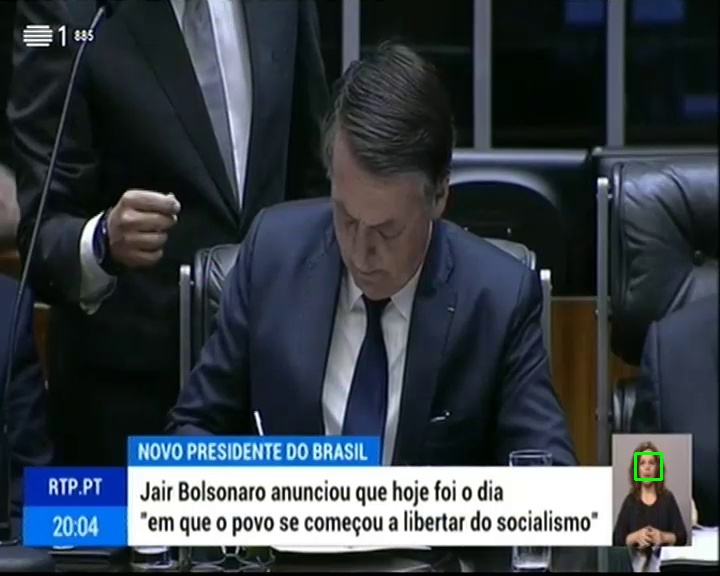 1 885
NOVO PRESIDENTE DO BRASIL
RTP.PT
Jair Bolsonaro anunciou que hoje foi o dia
20:04
"em que o povo se começou a libertar do socialismo"